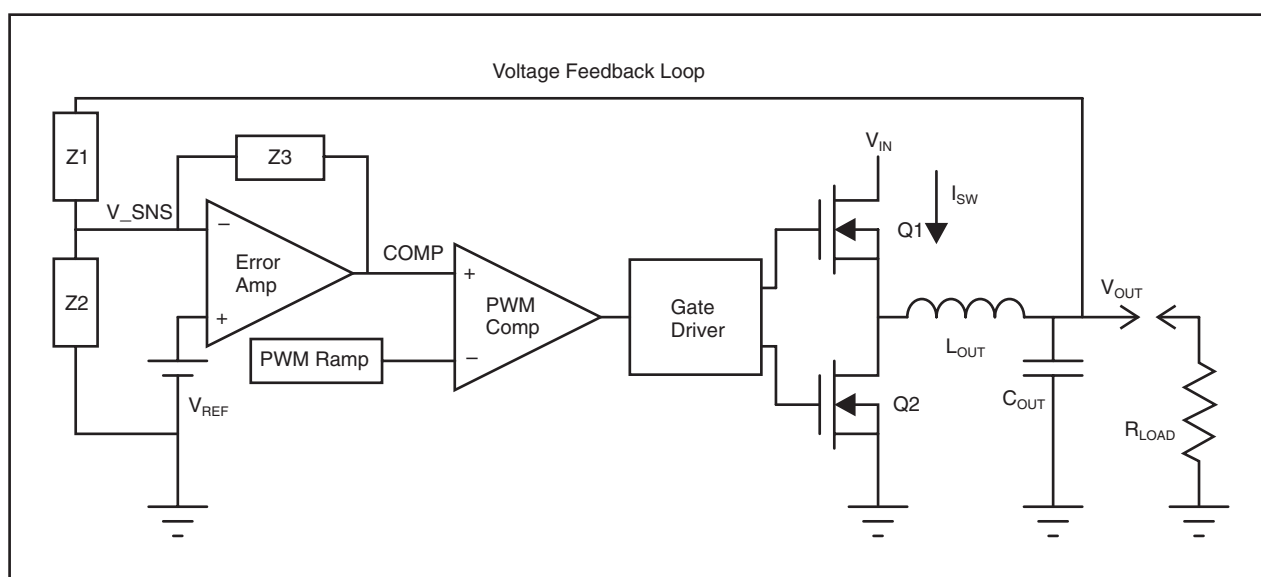 Voltage Feedback Loop
Z1
Z3
V_SNS
−
Error
Amp
+
Z2
V_REF
COMP
+
PWM
Comp
−
PWM Ramp
Gate
Driver
V_IN
I_SW
Q1
Q2
L_OUT
V_OUT
C_OUT
R_LOAD